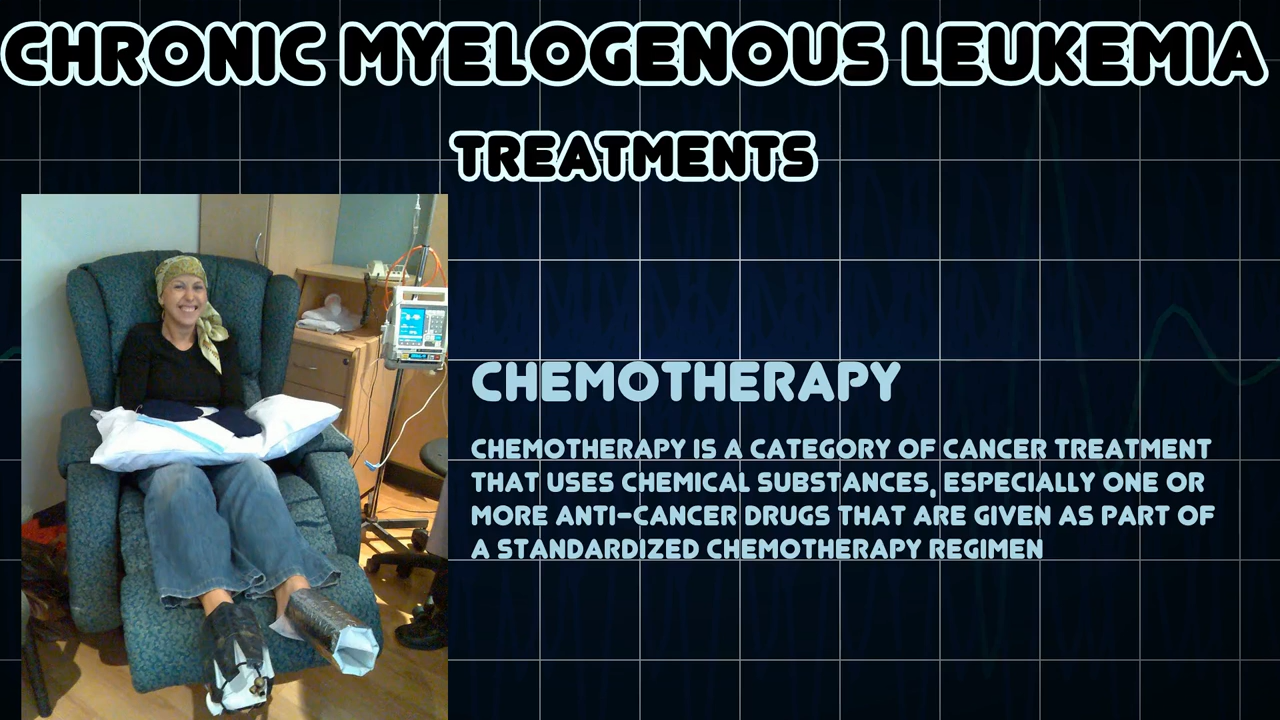 CHRONIC MYELOGENOUS LEUKEMIA
TREATMENTS
CHEMOTHERAPY
CHEMOTHERAPY IS A CATEGORY OF CANCER TREATMENT
THAT USES CHEMICAL SUBSTANCES, ESPECIALLY ONE OR
MORE ANTI-CANCER DRUGS THAT ARE GIVEN AS PART OF
A STANDARDIZED CHEMOTHERAPY REGIMEN